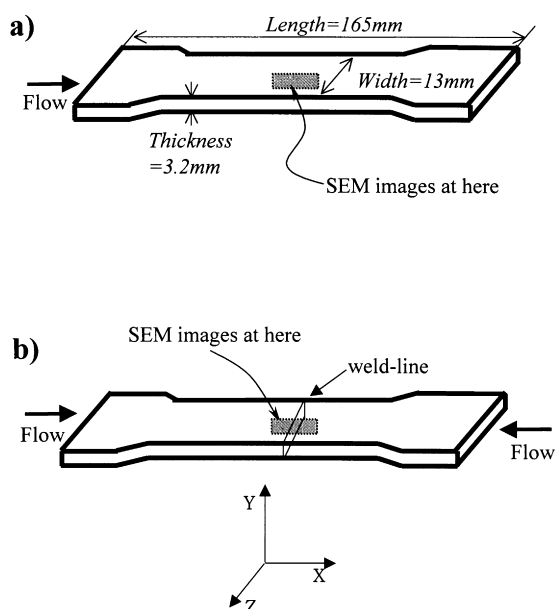 a)
Length=165mm
Flow
Width=13mm
Thickness
=3.2mm
SEM images at here
b)
SEM images at here
weld-line
Flow
Flow
Y
X
Z